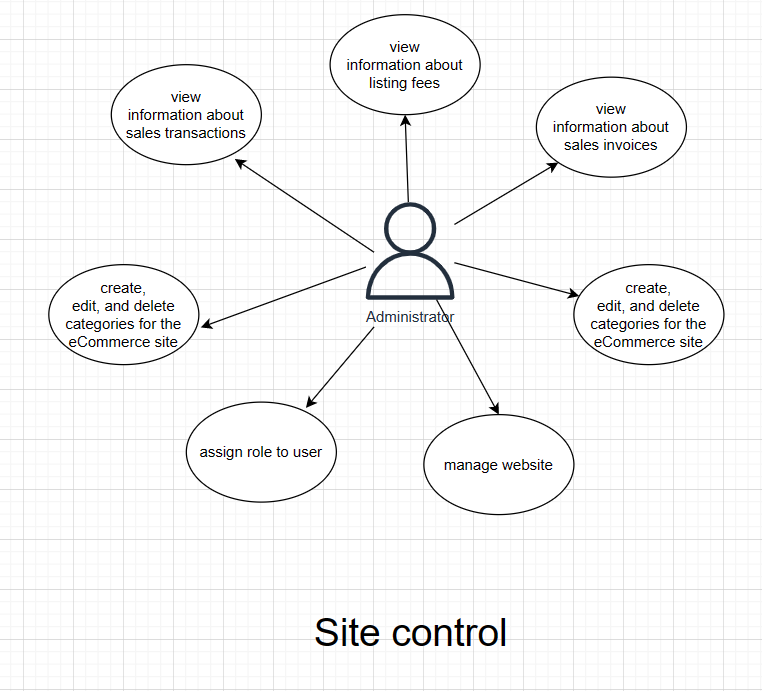 view
information about
listing fees
view
information about
sales transactions
view
information about
sales invoices
create,
edit, and delete
categories for the
eCommerce site
Administrator
create,
edit, and delete
categories for the
eCommerce site
assign role to user
manage website
Site control